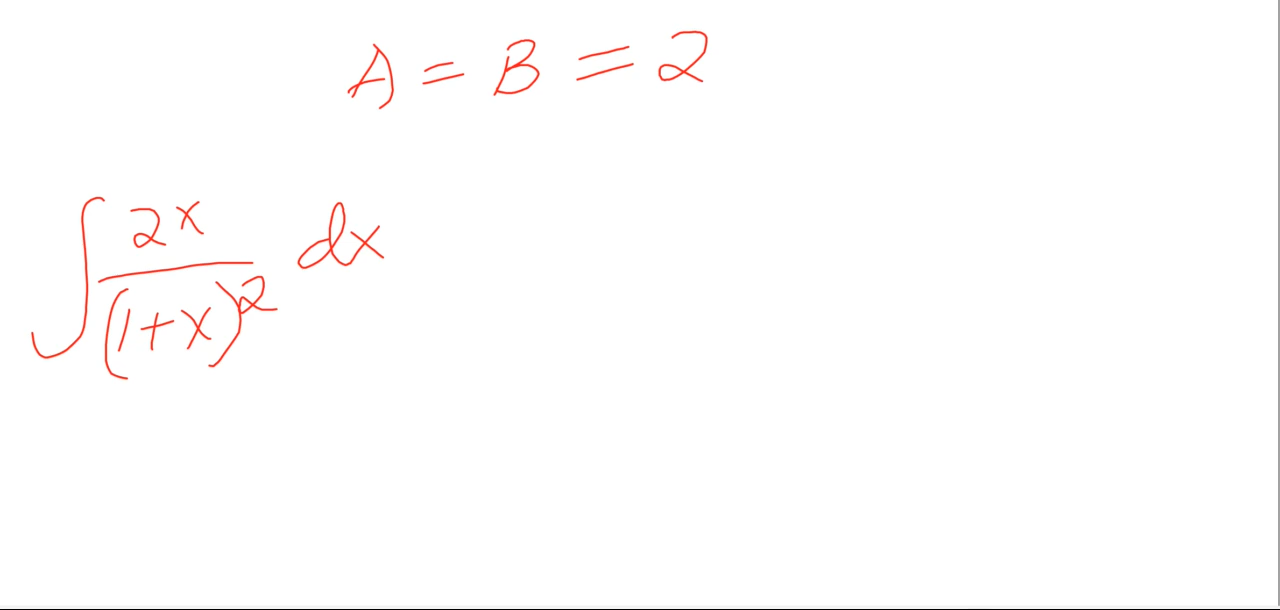 A = B = 2
∫ 2x/(1+x)² dx